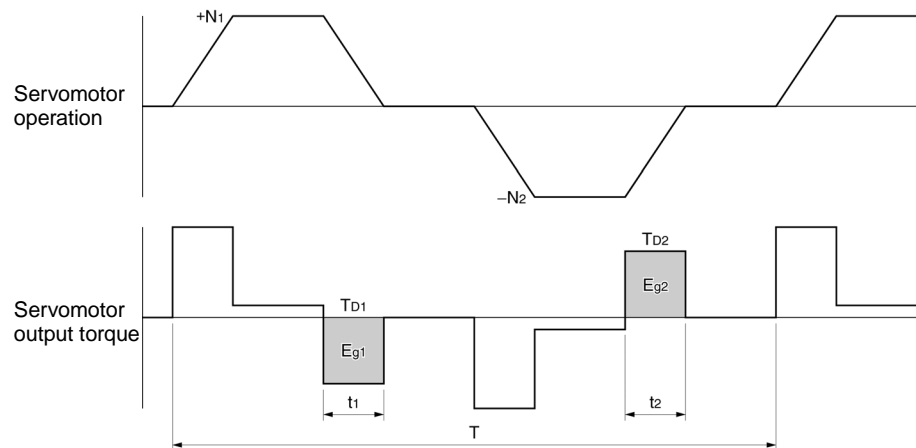 +N1
Servomotor
operation
−N2
TD2
Eg2
TD1
Servomotor
output torque
Eg1
t1
t2
T